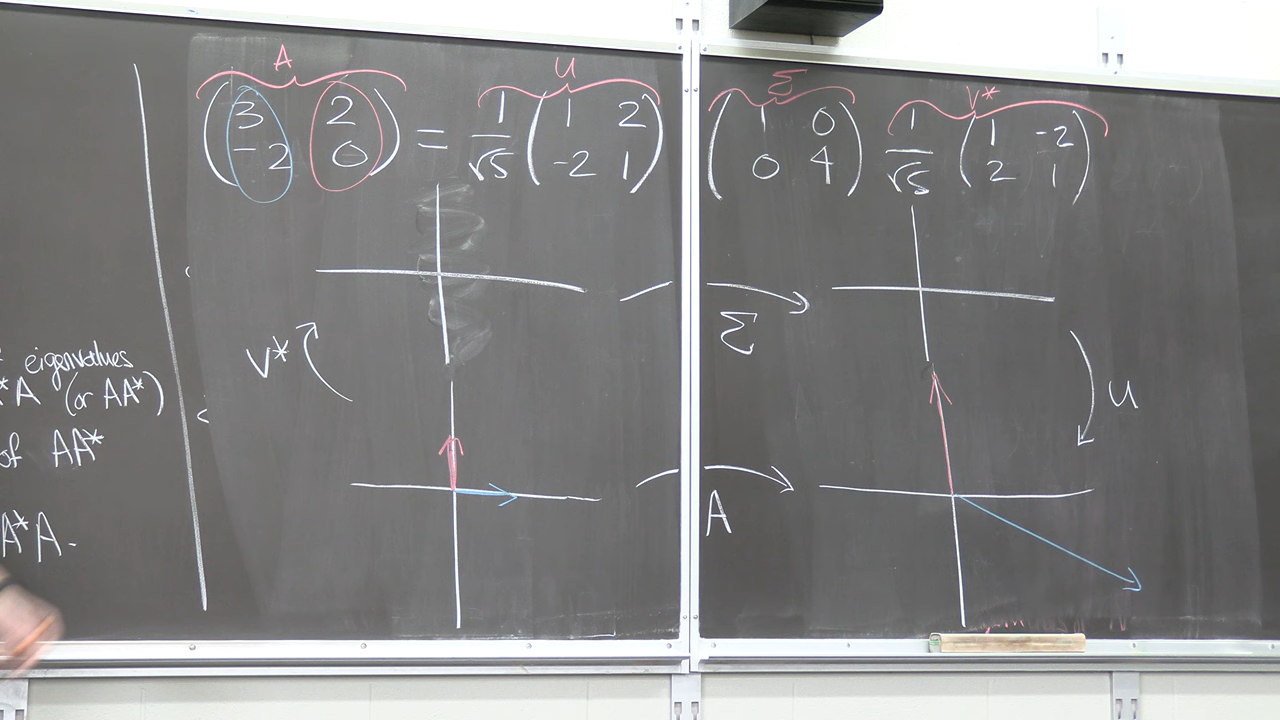 A U Σ V*
(3 2 = 1/√5 (1 2 (1 0 1/√5 (1 -2
-2 0) -2 1) 0 4) 2 1)
eigenvalues
*A (or AA*)
of AA*
A*A.
V* Σ U
A